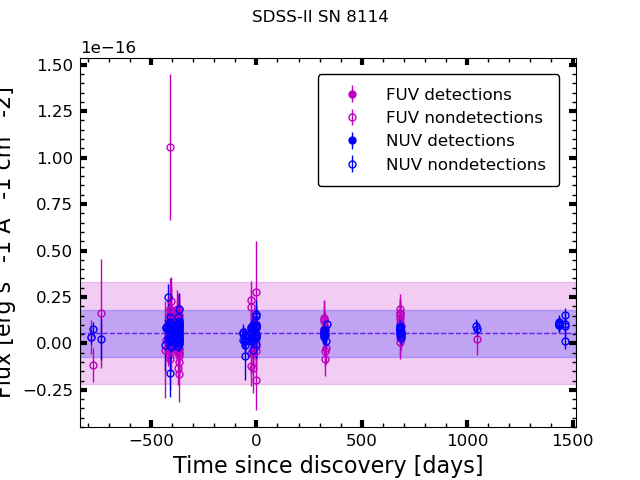 SDSS-II SN 8114
1e−16
1.50
1.25
1.00
0.75
0.50
0.25
0.00
−0.25
FUV detections
FUV nondetections
NUV detections
NUV nondetections
−500
0
500
1000
1500
Time since discovery [days]
Flux [erg s -1 A -1 cm -2]